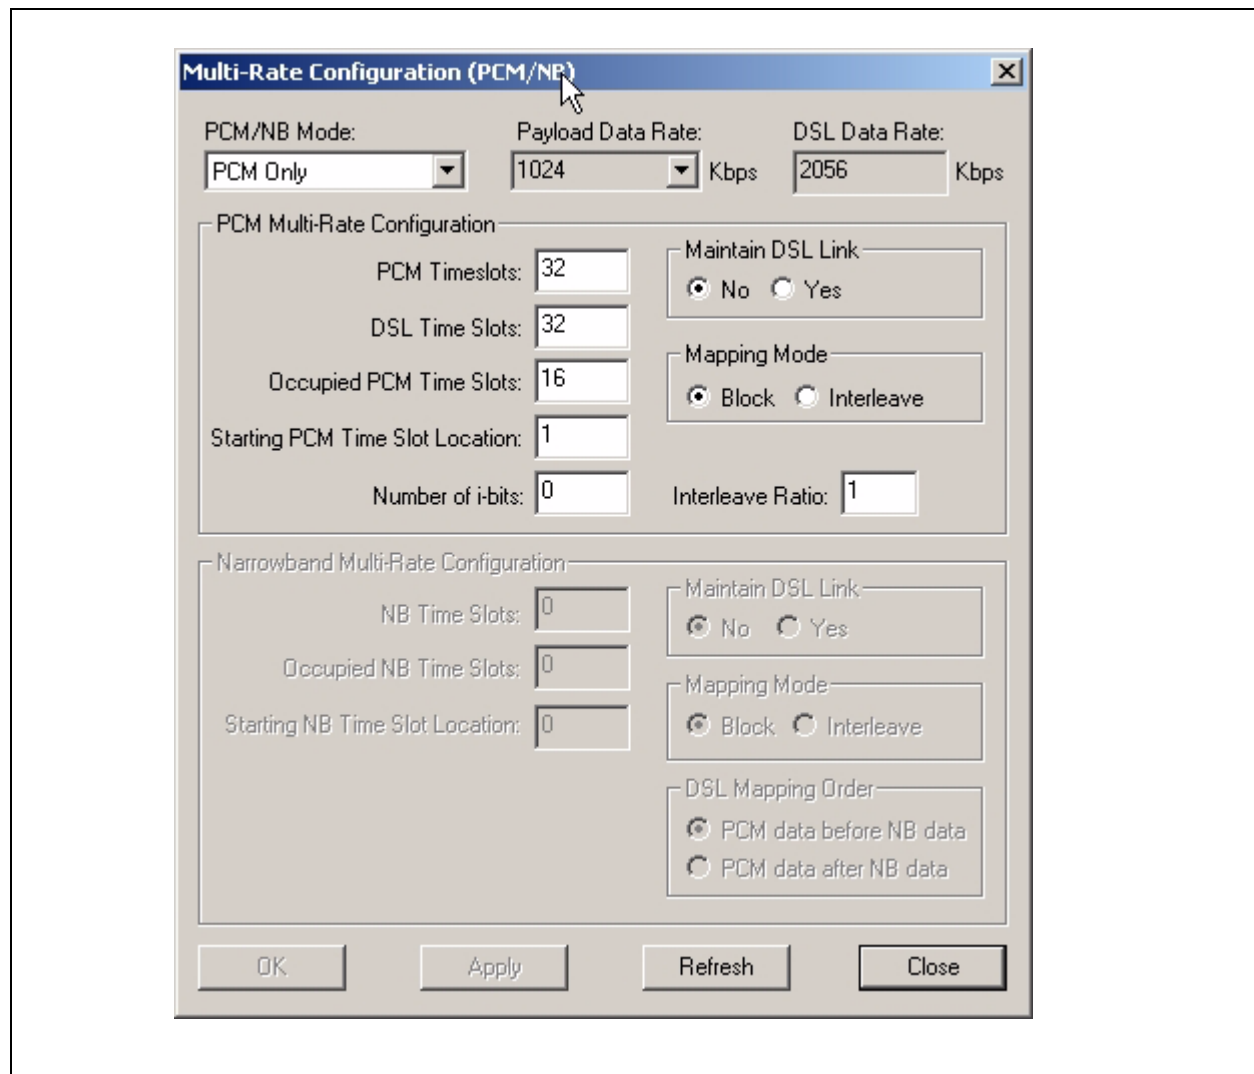 Multi-Rate Configuration (PCM/NB)
PCM/NB Mode:
PCM Only
Payload Data Rate:
1024
Kbps
DSL Data Rate:
2056
Kbps
PCM Multi-Rate Configuration
PCM Timeslots: 32
DSL Time Slots: 32
Occupied PCM Time Slots: 16
Starting PCM Time Slot Location: 1
Number of i-bits: 0
Maintain DSL Link
No Yes
Mapping Mode
Block Interleave
Interleave Ratio: 1
Narrowband Multi-Rate Configuration
NB Time Slots: 0
Occupied NB Time Slots: 0
Starting NB Time Slot Location: 0
Maintain DSL Link
No Yes
Mapping Mode
Block Interleave
DSL Mapping Order
PCM data before NB data
PCM data after NB data
OK Apply Refresh Close